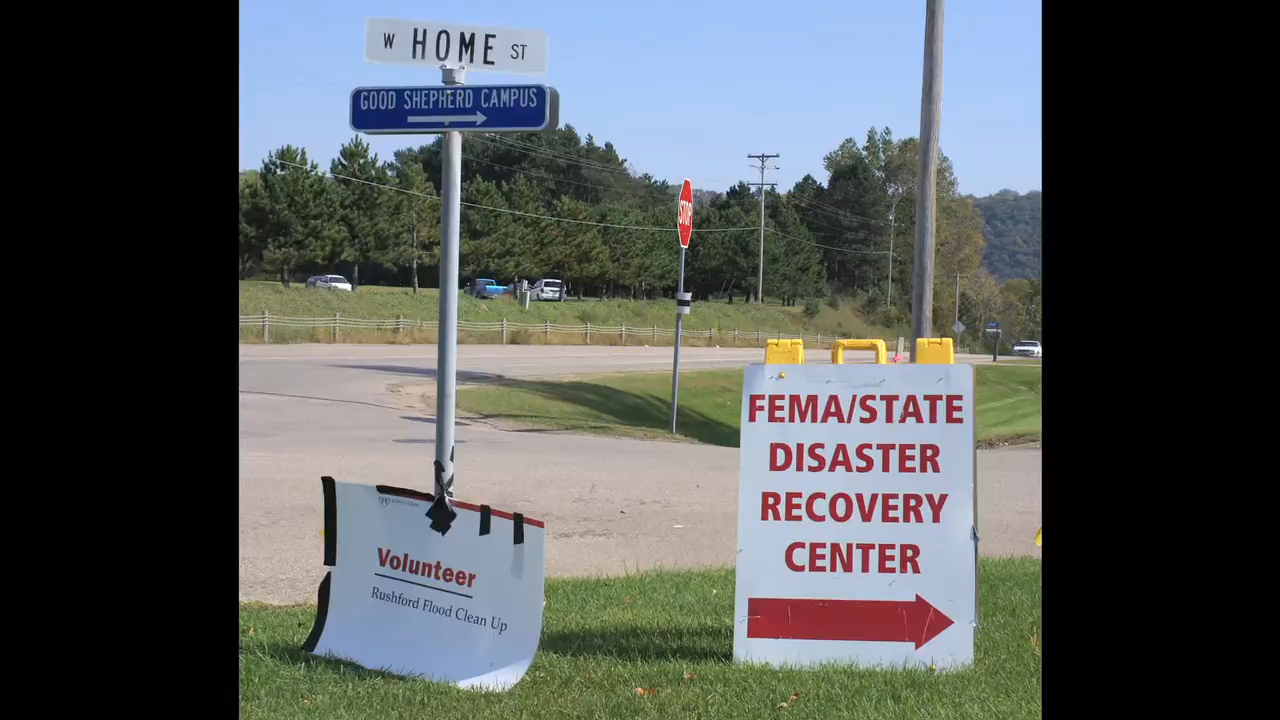 W HOME ST
GOOD SHEPHERD CAMPUS
STOP
FEMA/STATE
DISASTER
RECOVERY
CENTER
Volunteer
Rushford Flood Clean Up